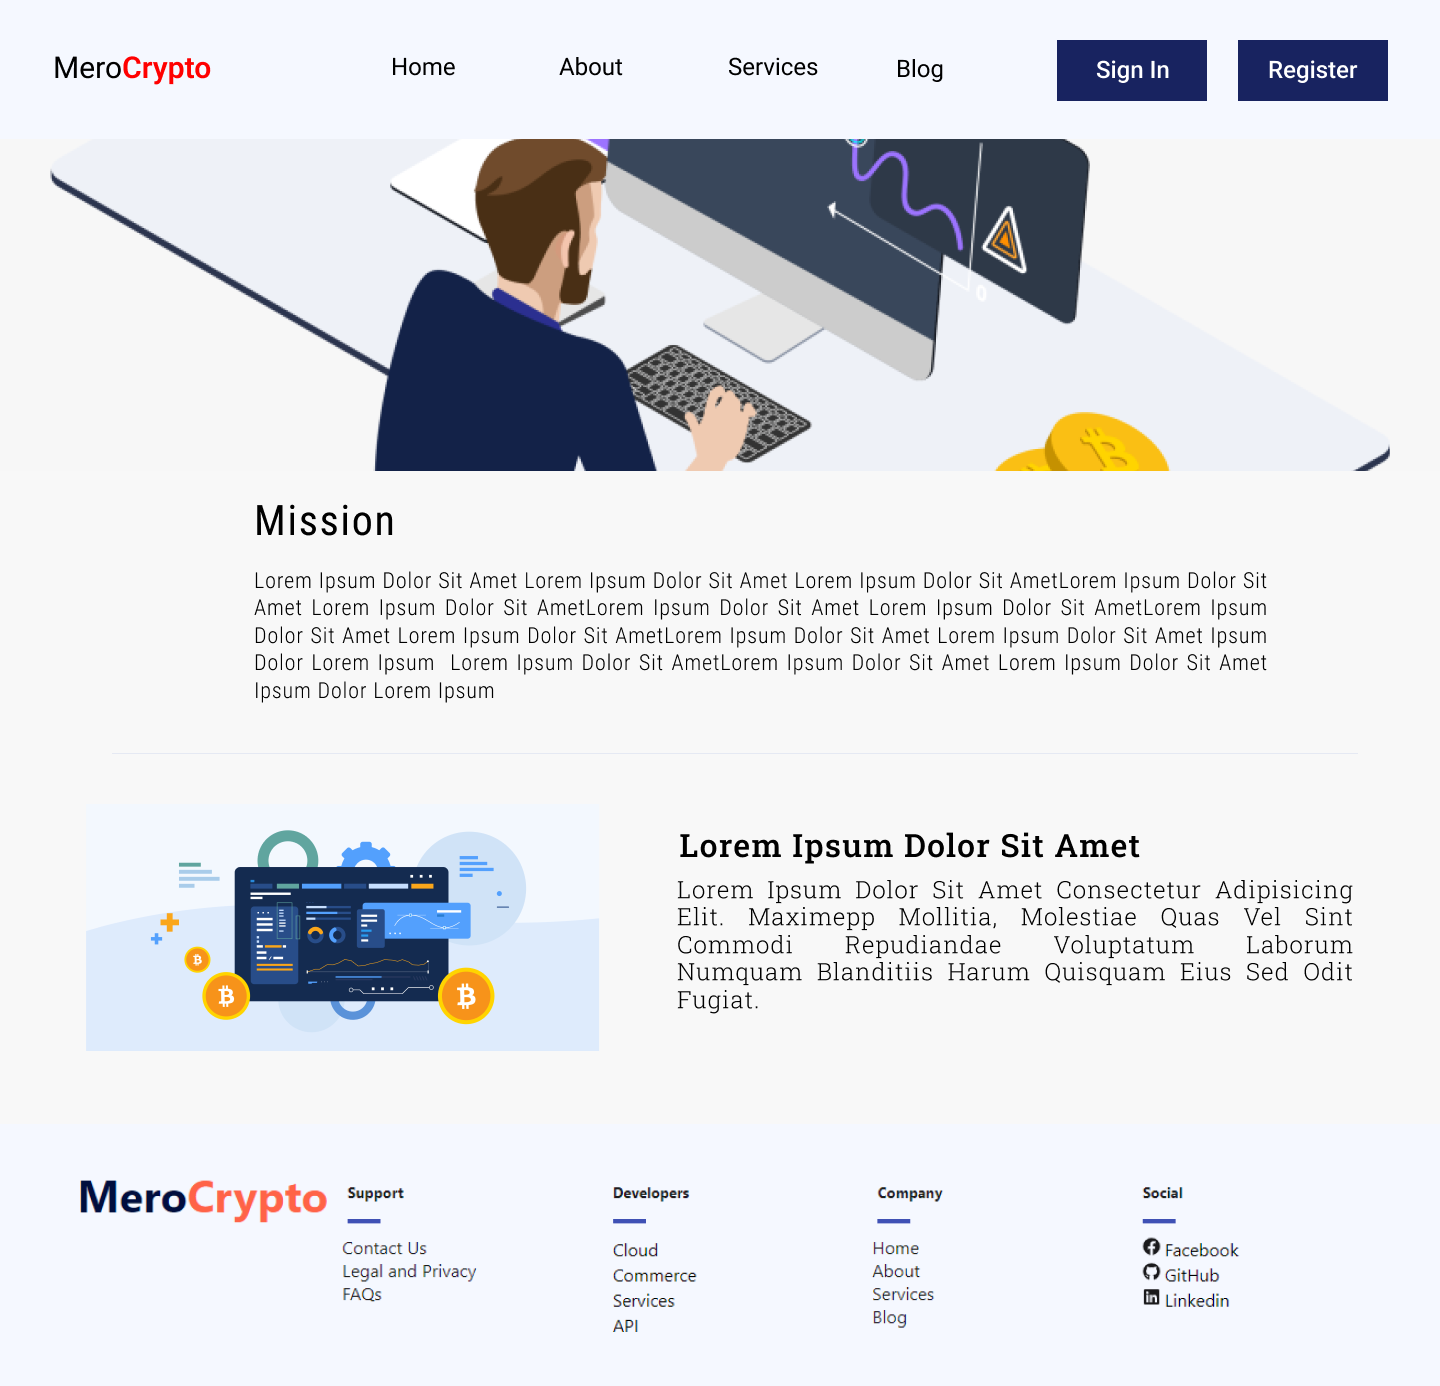 MeroCrypto Home About Services Blog Sign In Register
0
Mission
Lorem Ipsum Dolor Sit Amet Lorem Ipsum Dolor Sit Amet Lorem Ipsum Dolor Sit AmetLorem Ipsum Dolor Sit
Amet Lorem Ipsum Dolor Sit AmetLorem Ipsum Dolor Sit Amet Lorem Ipsum Dolor Sit AmetLorem Ipsum
Dolor Sit Amet Lorem Ipsum Dolor Sit AmetLorem Ipsum Dolor Sit Amet Lorem Ipsum Dolor Sit Amet Ipsum
Dolor Lorem Ipsum  Lorem Ipsum Dolor Sit AmetLorem Ipsum Dolor Sit Amet Lorem Ipsum Dolor Sit Amet
Ipsum Dolor Lorem Ipsum
Lorem Ipsum Dolor Sit Amet
Lorem Ipsum Dolor Sit Amet Consectetur Adipisicing
Elit. Maximepp Mollitia, Molestiae Quas Vel Sint
Commodi Repudiandae Voluptatum Laborum
Numquam Blanditiis Harum Quisquam Eius Sed Odit
Fugiat.
MeroCrypto
Support
Contact Us
Legal and Privacy
FAQs
Developers
Cloud
Commerce
Services
API
Company
Home
About
Services
Blog
Social
Facebook
GitHub
Linkedin